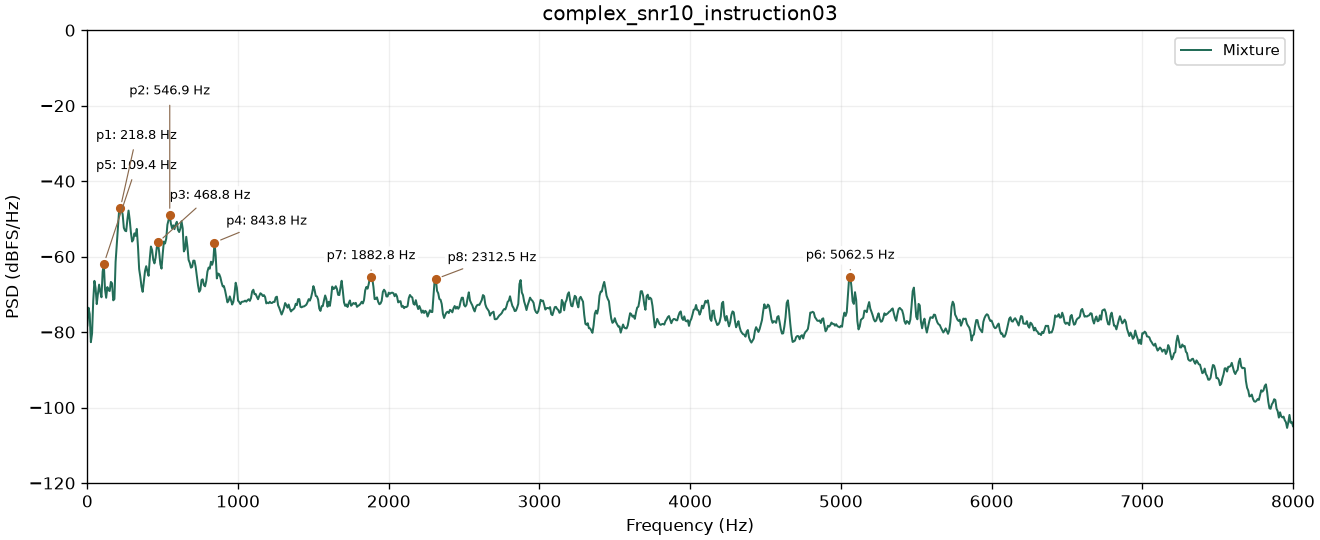 complex_snr10_instruction03
Mixture
p2: 546.9 Hz
p1: 218.8 Hz
p5: 109.4 Hz
p3: 468.8 Hz
p4: 843.8 Hz
p7: 1882.8 Hz
p8: 2312.5 Hz
p6: 5062.5 Hz
PSD (dBFS/Hz)
0
−20
−40
−60
−80
−100
−120
0 1000 2000 3000 4000 5000 6000 7000 8000
Frequency (Hz)